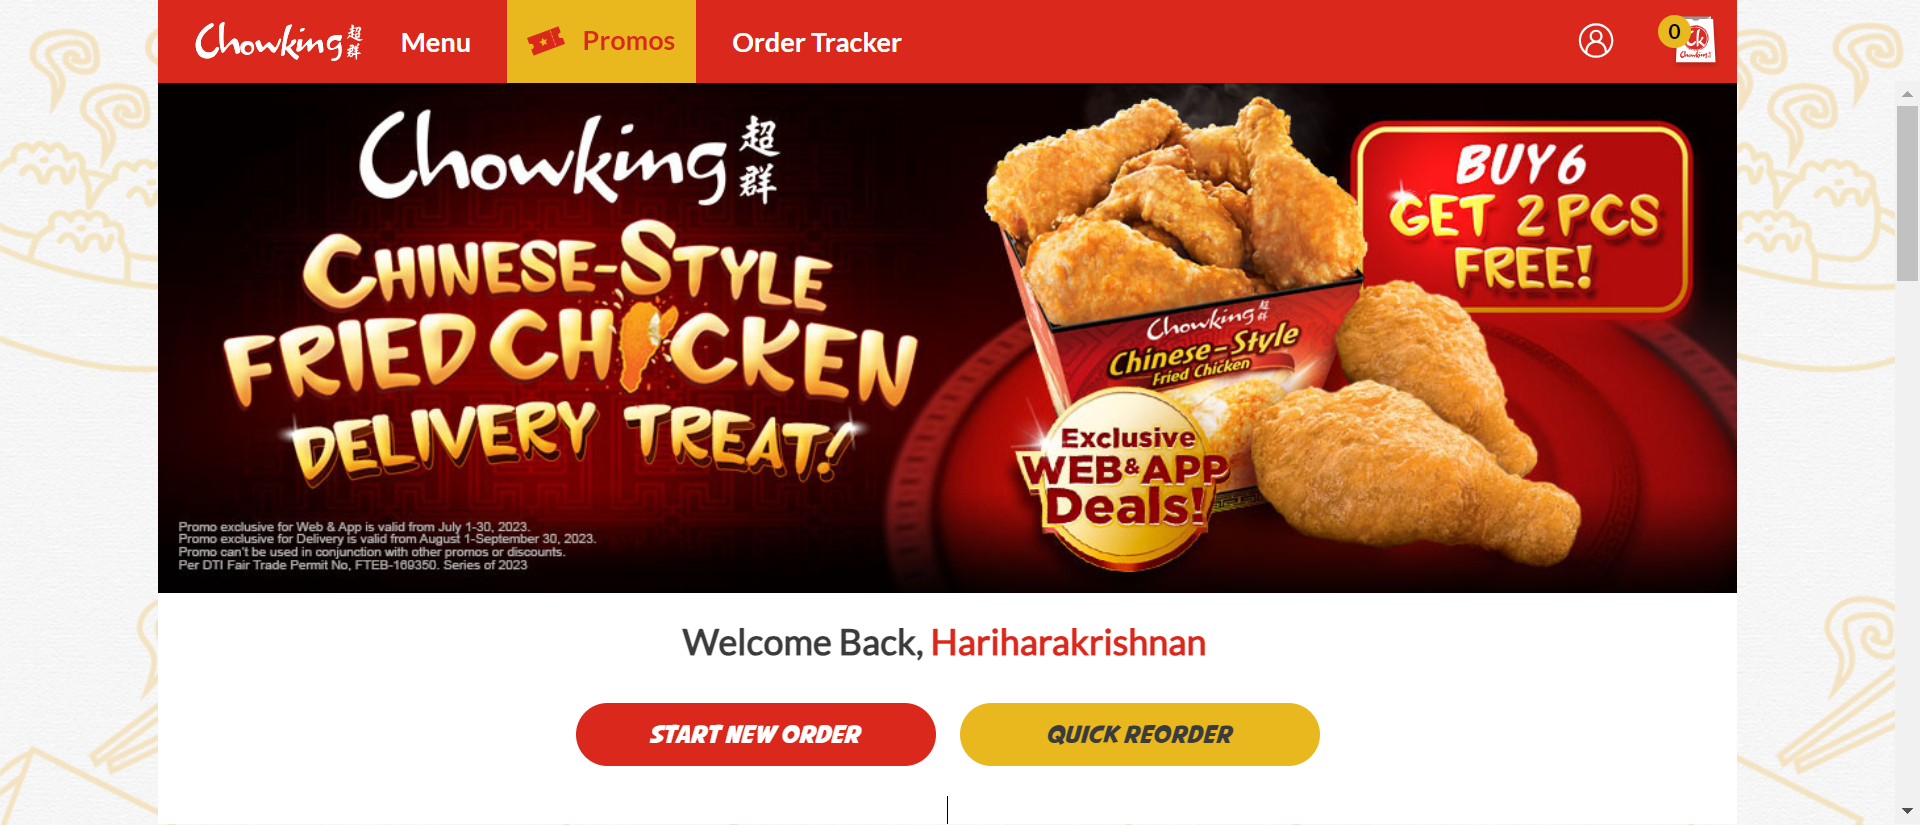 Chowking 超群
Menu
Promos
Order Tracker
0
Chowking
Chowking 超群
CHINESE-STYLE
FRIED CHICKEN
DELIVERY TREAT!
BUY 6
GET 2 PCS
FREE!
Chowking 超群
Chinese-Style
Fried Chicken
Exclusive
WEB & APP
Deals!
Promo exclusive for Web & App is valid from July 1-30, 2023.
Promo exclusive for Delivery is valid from August 1-September 30, 2023.
Promo can't be used in conjunction with other promos or discounts.
Per DTI Fair Trade Permit No, FTEB-169350. Series of 2023
Welcome Back, Hariharakrishnan
START NEW ORDER
QUICK REORDER